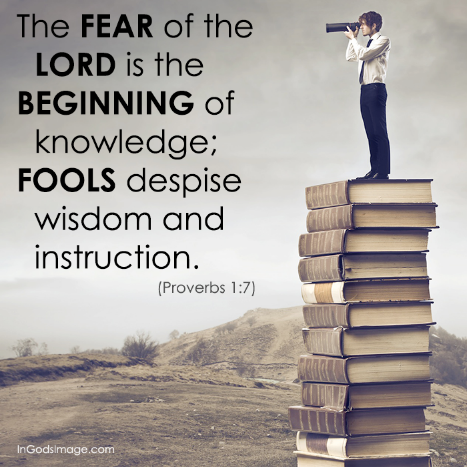 The FEAR of the
LORD is the
BEGINNING of
knowledge;
FOOLS despise
wisdom and
instruction.
(Proverbs 1:7)
InGodsImage.com